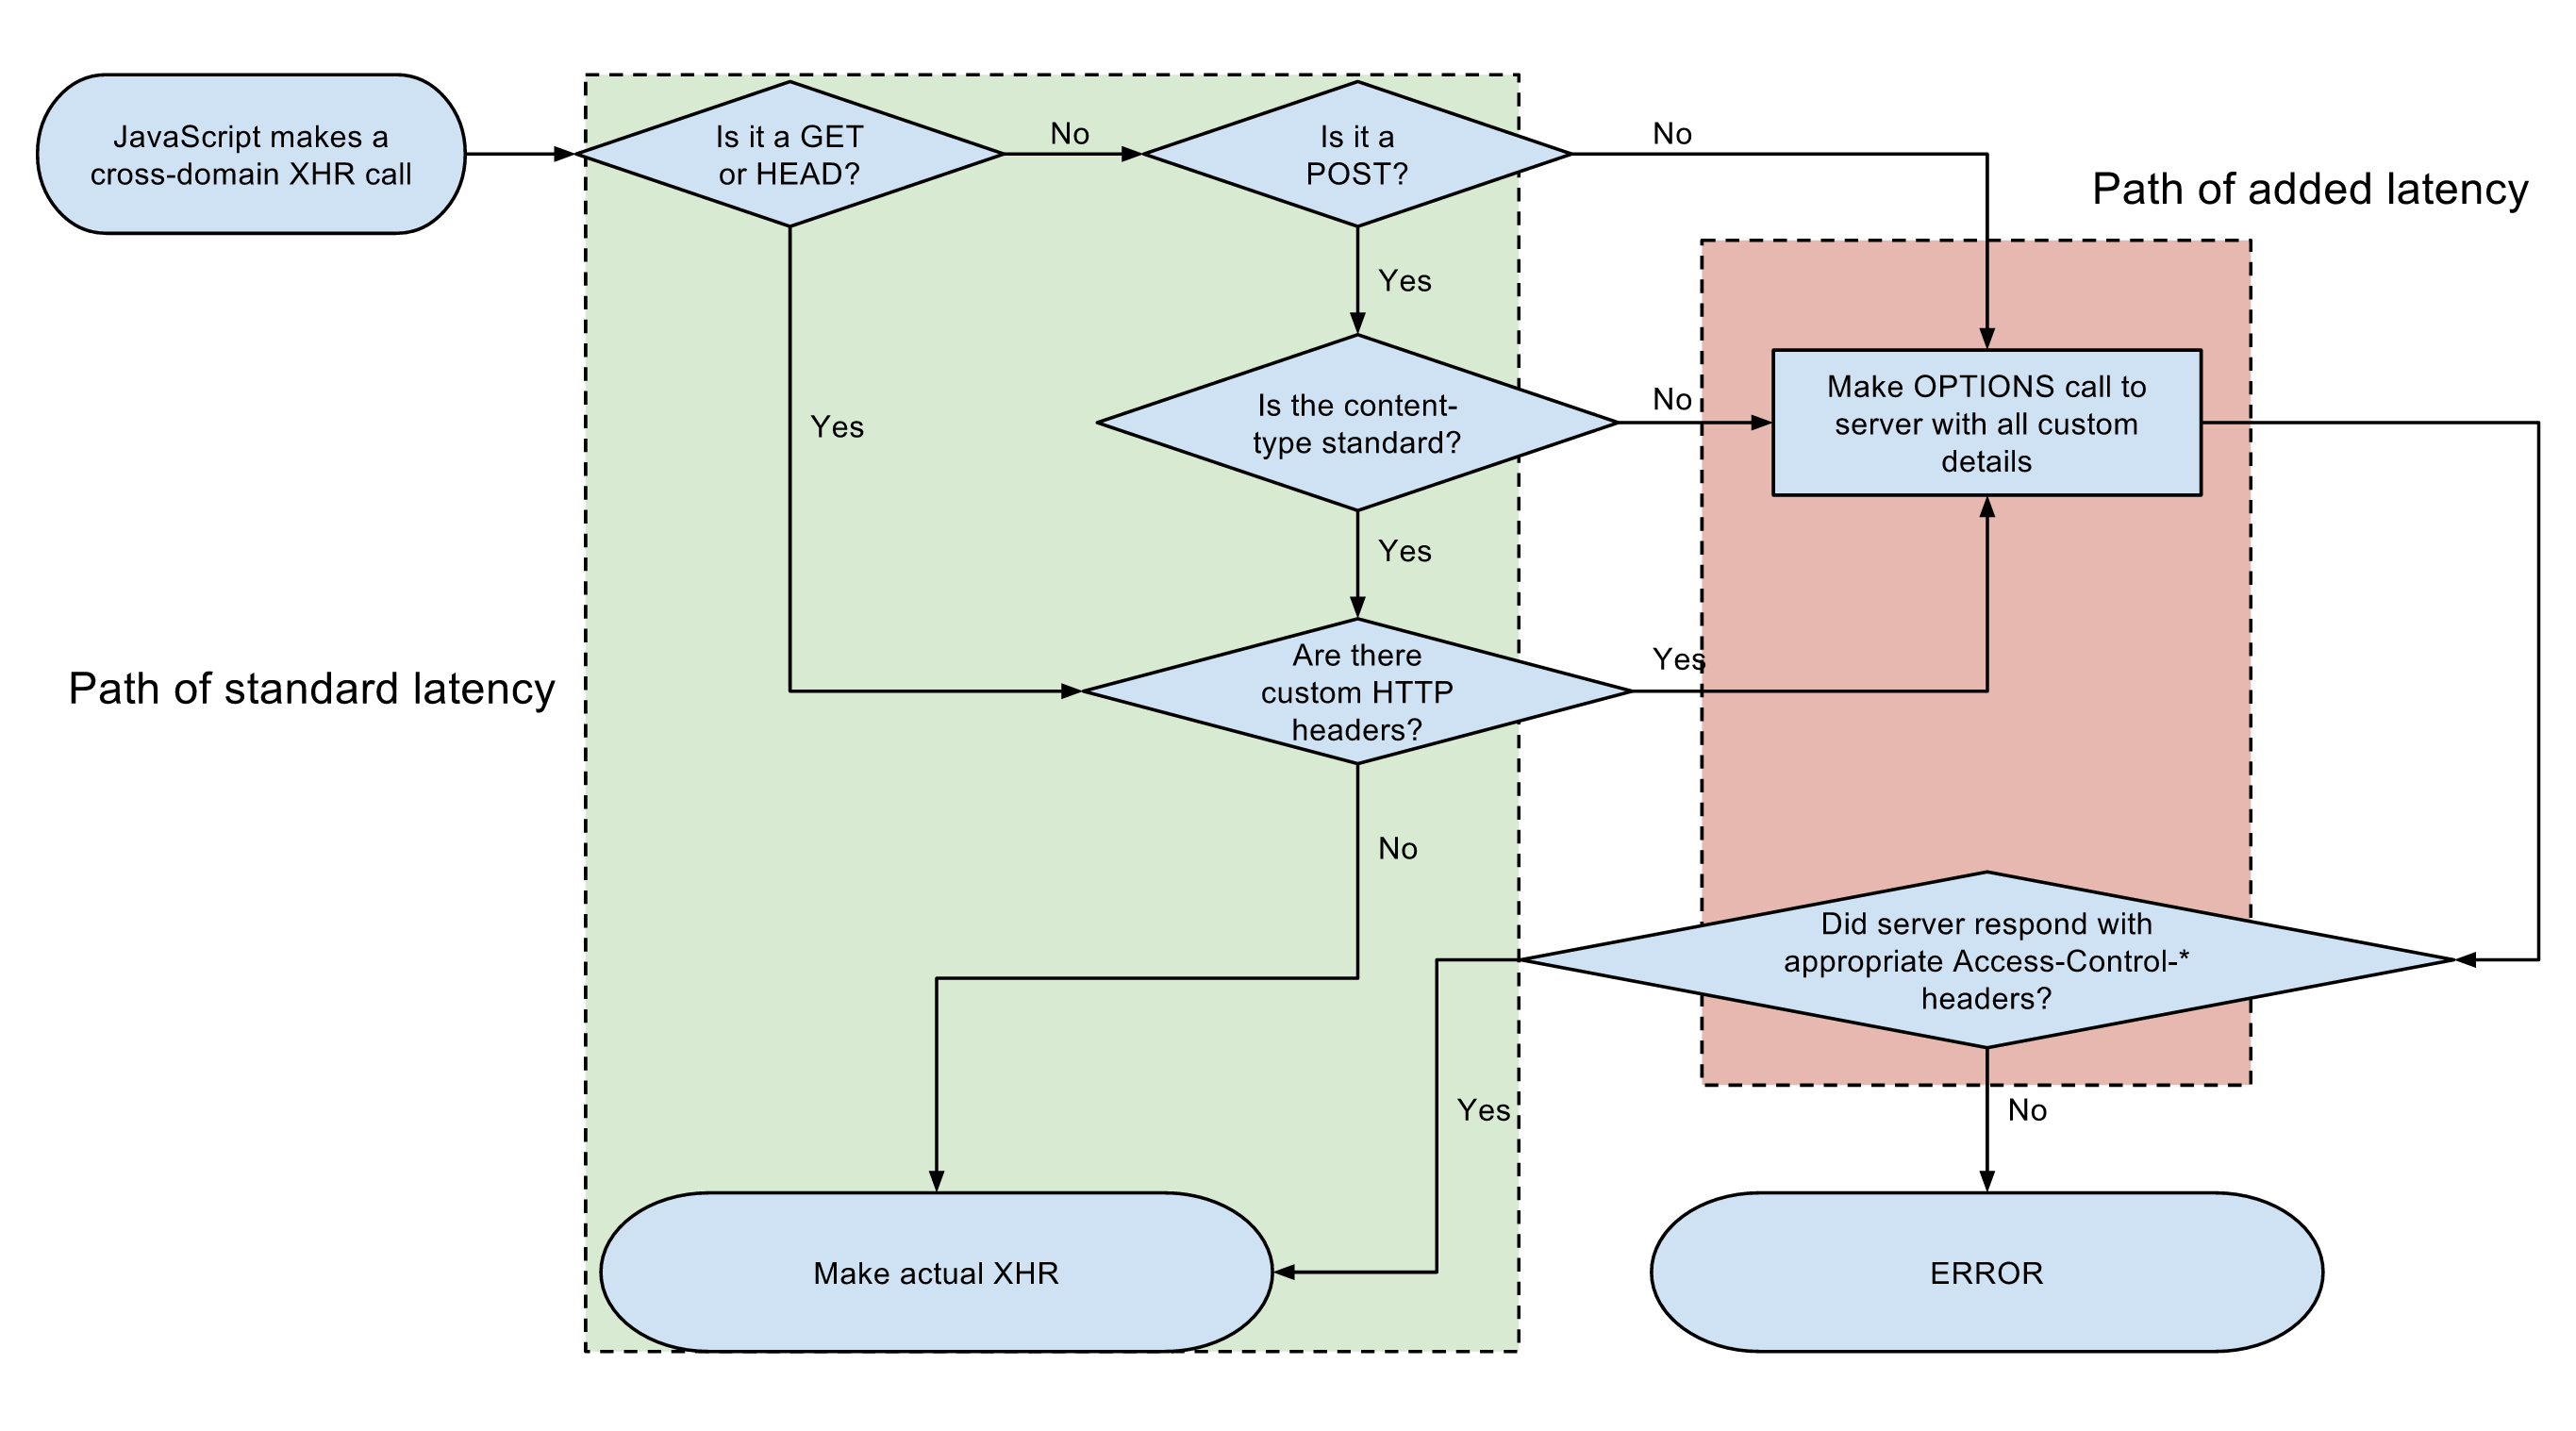 JavaScript makes a
cross-domain XHR call
Is it a GET
or HEAD?
No
Is it a
POST?
No
Path of added latency
Yes
Yes
Is the content-
type standard?
No
Make OPTIONS call to
server with all custom
details
Yes
Path of standard latency
Are there
custom HTTP
headers?
Yes
No
Did server respond with
appropriate Access-Control-*
headers?
Yes
No
Make actual XHR
ERROR